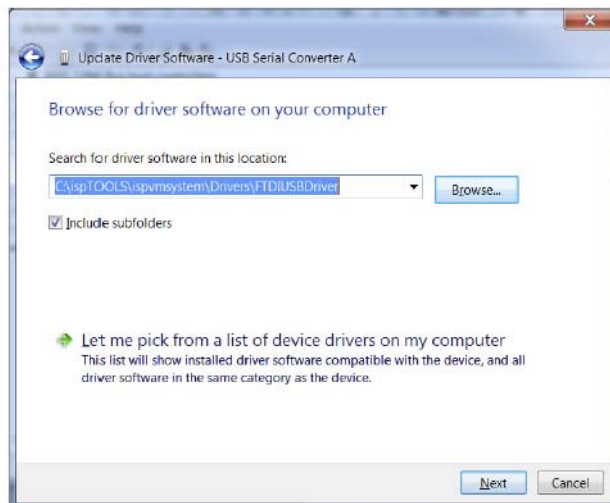 Update Driver Software - USB Serial Converter A
Browse for driver software on your computer
Search for driver software in this location:
C:\ispTOOLS\ispvmsystem\Drivers\FTDIUSBDriver
Browse...
Include subfolders
Let me pick from a list of device drivers on my computer
This list will show installed driver software compatible with the device, and all
driver software in the same category as the device.
Next
Cancel